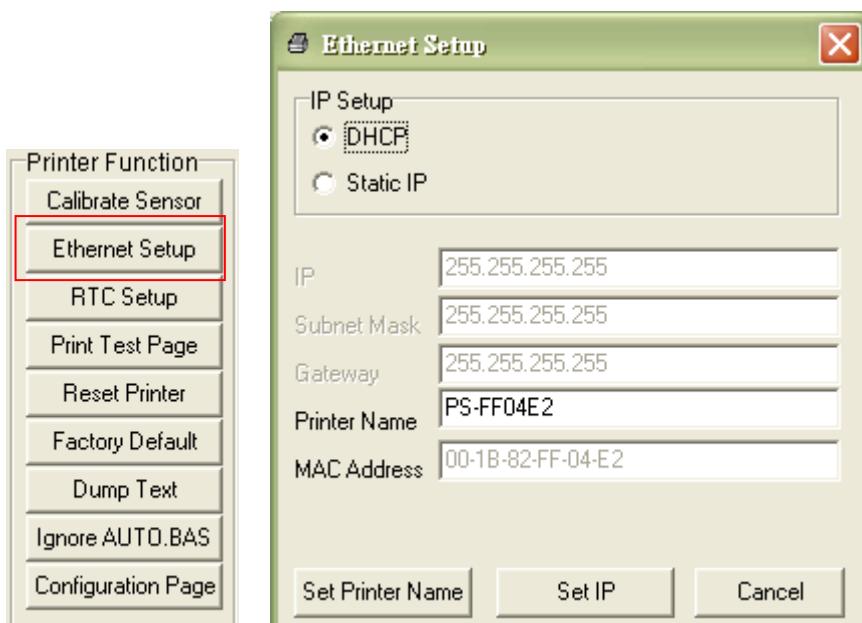 Printer Function
Calibrate Sensor
Ethernet Setup
RTC Setup
Print Test Page
Reset Printer
Factory Default
Dump Text
Ignore AUTO.BAS
Configuration Page
Ethernet Setup
IP Setup
DHCP
Static IP
IP 255.255.255.255
Subnet Mask 255.255.255.255
Gateway 255.255.255.255
Printer Name PS-FF04E2
MAC Address 00-1B-82-FF-04-E2
Set Printer Name Set IP Cancel